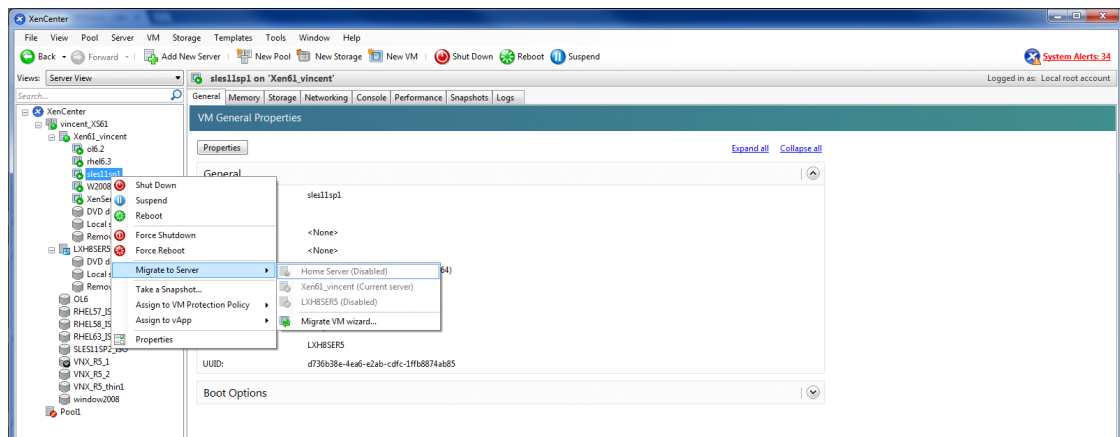 XenCenter
File View Pool Server VM Storage Templates Tools Window Help
Back Forward Add New Server New Pool New Storage New VM Shut Down Reboot Suspend System Alerts: 34
Views: Server View sles11sp1 on 'Xen61_vincent' Logged in as: Local root account
Search... General Memory Storage Networking Console Performance Snapshots Logs
XenCenter
VM General Properties
vincent_XS61
Xen61_vincent
ol6.2
Properties Expand all Collapse all
rhel6.3
sles11sp1
General
W2008
Shut Down
sles11sp1
XenSer
Suspend
DVD d
Reboot
Local s
Remov
Force Shutdown
<None>
LXH8SER5
Force Reboot
<None>
DVD d
Migrate to Server
Home Server (Disabled)
64)
Local s
Xen61_vincent (Current server)
Remov
Take a Snapshot...
OL6
Assign to VM Protection Policy
LXH8SER5 (Disabled)
RHEL57_IS
RHEL58_IS
Assign to vApp
Migrate VM wizard...
RHEL63_IS
Properties
SLES11SP2_ISO
LXH8SER5
VNX_R5_1
UUID: d736b38e-4ea6-e2ab-cdfc-1ffb8874ab85
VNX_R5_2
VNX_R5_thin1
Boot Options
window2008
Pool1